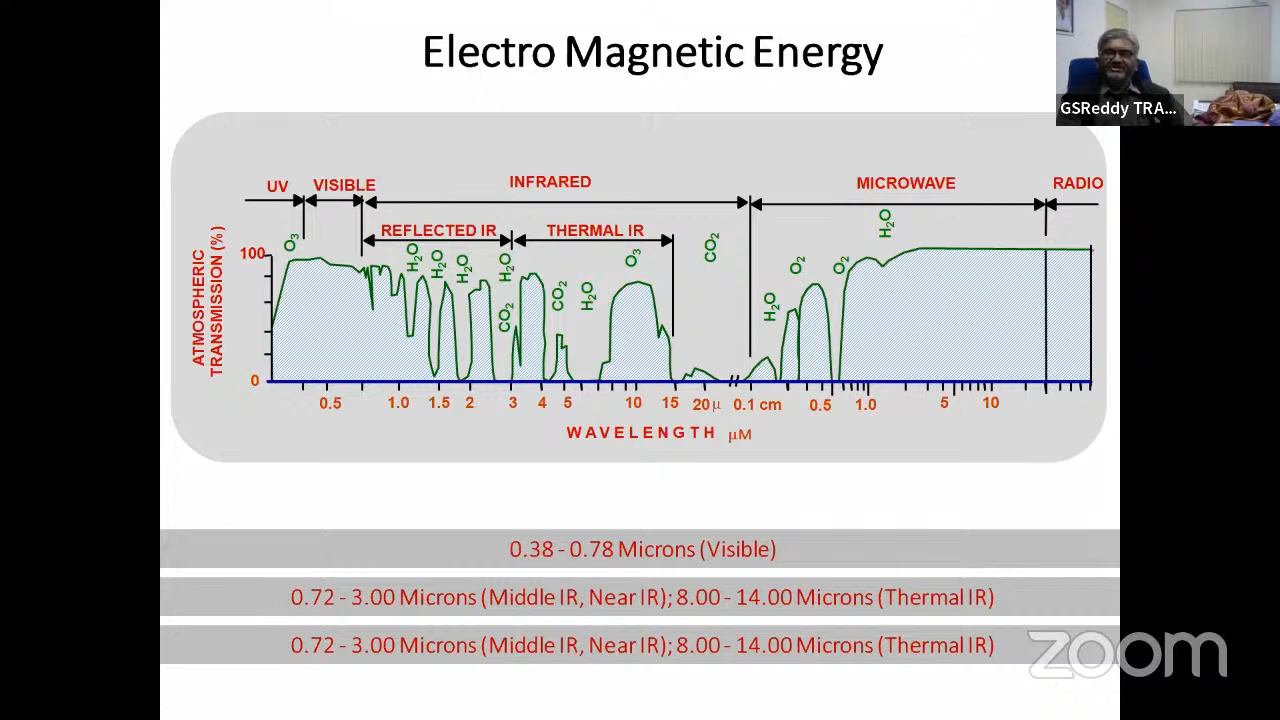 Electro Magnetic Energy
GSReddy TRA...
UV VISIBLE INFRARED MICROWAVE RADIO
REFLECTED IR THERMAL IR
O3 H2O H2O H2O H2O CO2 CO2 H2O O3 CO2 H2O O2 O2 H2O
ATMOSPHERIC
TRANSMISSION (%)
100
0
0.5 1.0 1.5 2 3 4 5 10 15 20μ 0.1 cm 0.5 1.0 5 10
WAVELENGTH μM
0.38 - 0.78 Microns (Visible)
0.72 - 3.00 Microns (Middle IR, Near IR); 8.00 - 14.00 Microns (Thermal IR)
0.72 - 3.00 Microns (Middle IR, Near IR); 8.00 - 14.00 Microns (Thermal IR)
zoom